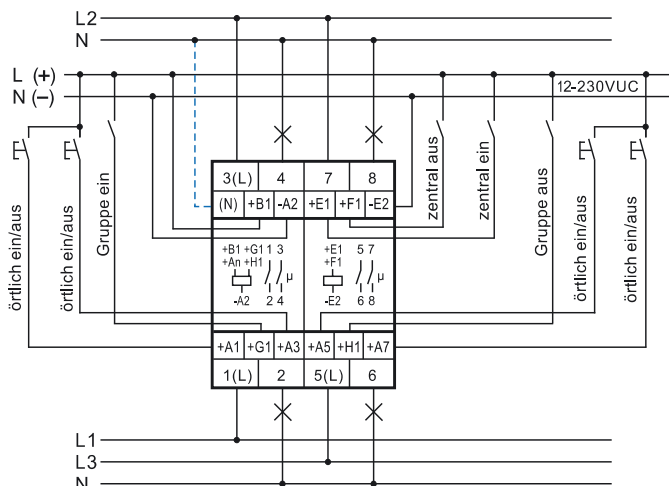 L2
N
L (+)
N (–)
12-230VUC
örtlich ein/aus
örtlich ein/aus
Gruppe ein
zentral aus
zentral ein
Gruppe aus
örtlich ein/aus
örtlich ein/aus
3(L) 4 7 8
(N) +B1 -A2 +E1 +F1 -E2
+B1 +G1 1 3 +E1 5 7
+An +H1 +F1
µ µ
-A2 2 4 -E2 6 8
+A1 +G1 +A3 +A5 +H1 +A7
1(L) 2 5(L) 6
L1
L3
N